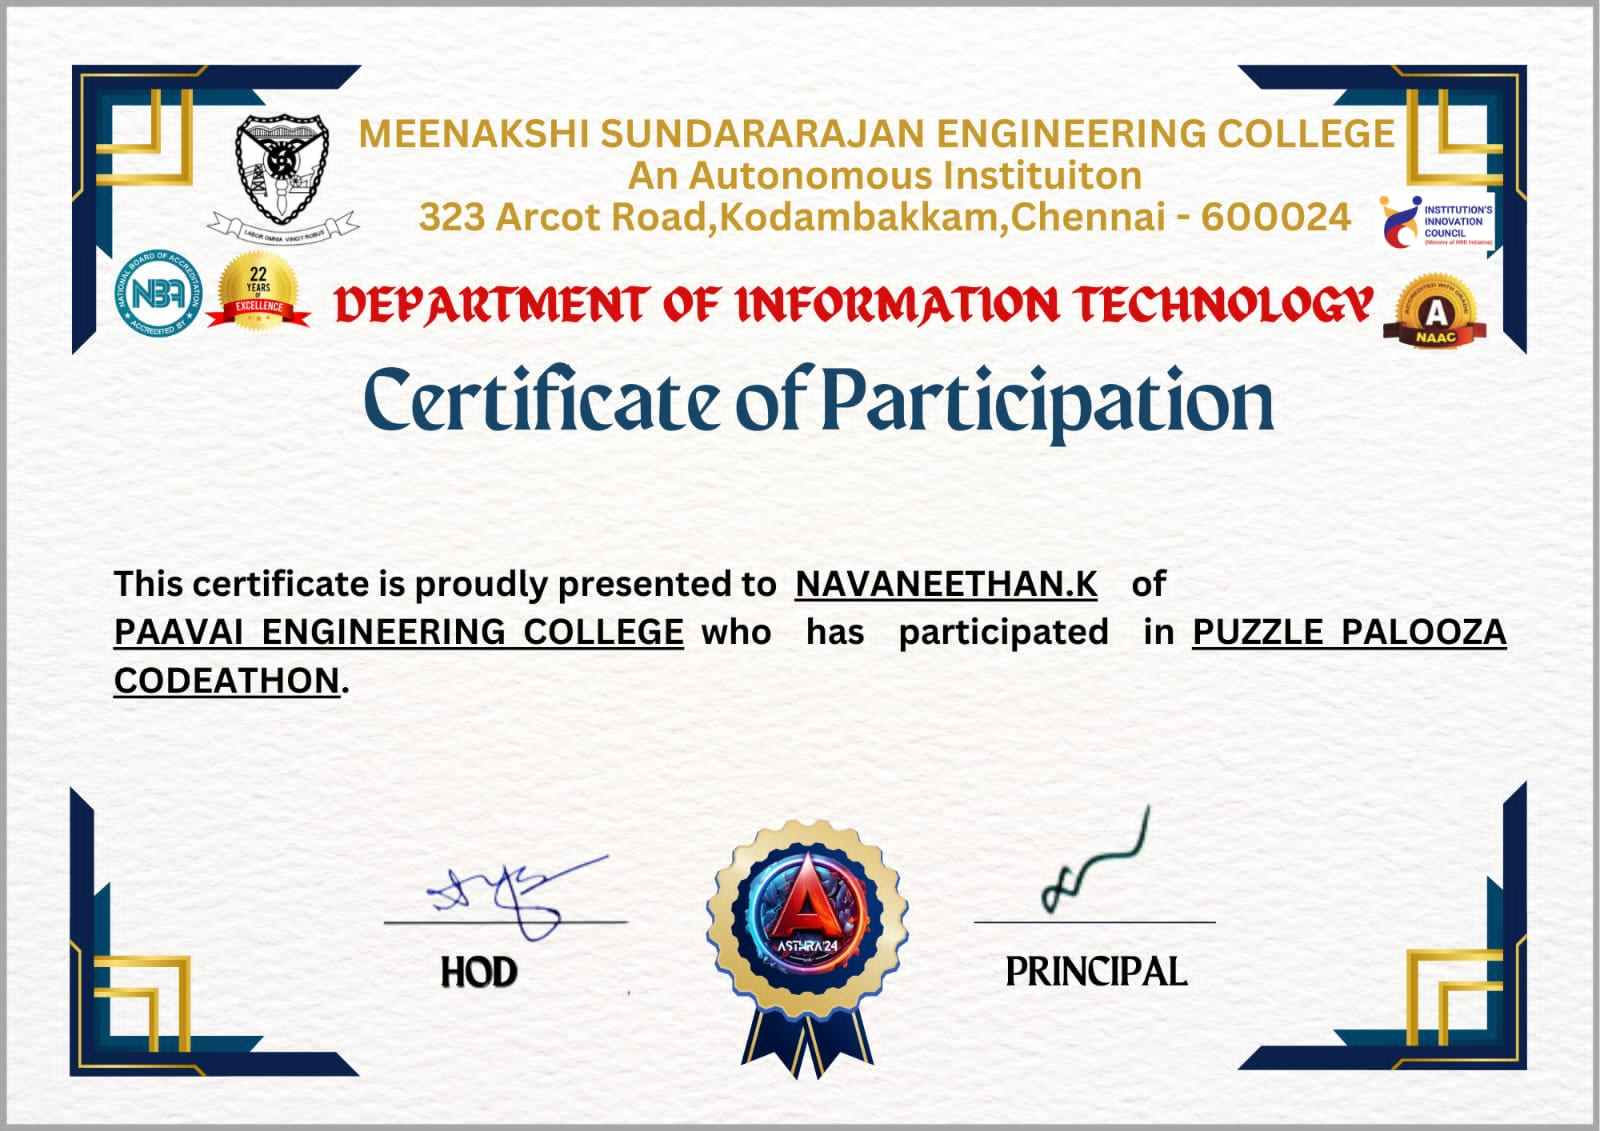 MEENAKSHI SUNDARARAJAN ENGINEERING COLLEGE
An Autonomous Instituiton
323 Arcot Road,Kodambakkam,Chennai - 600024
LABOR OMNIA VINCIT ROBUS
INSTITUTION'S
INNOVATION
COUNCIL
(Ministry of HRD Initiative)
NATIONAL BOARD OF ACCREDITATION
NBA
ACCREDITED BY
22
YEARS
OF
EXCELLENCE
DEPARTMENT OF INFORMATION TECHNOLOGY
ACCREDITED WITH GRADE
A
NAAC
Certificate of Participation
This certificate is proudly presented to NAVANEETHAN.K of
PAAVAI ENGINEERING COLLEGE who has participated in PUZZLE PALOOZA
CODEATHON.
A
ASTHRA'24
HOD
PRINCIPAL